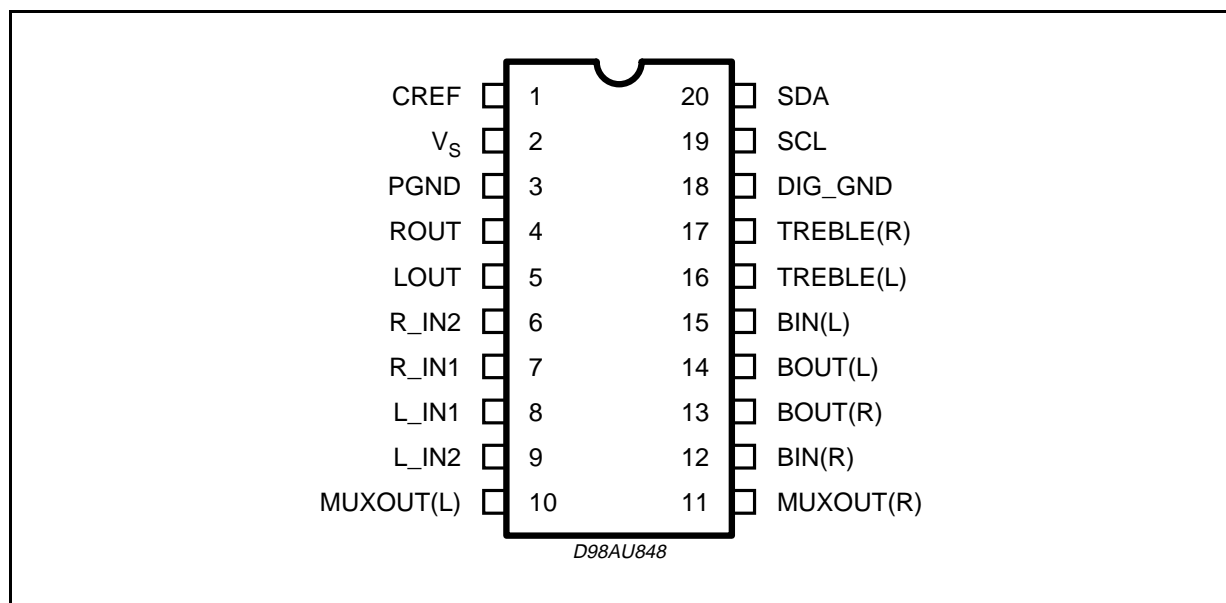 CREF 1 20 SDA
VS 2 19 SCL
PGND 3 18 DIG_GND
ROUT 4 17 TREBLE(R)
LOUT 5 16 TREBLE(L)
R_IN2 6 15 BIN(L)
R_IN1 7 14 BOUT(L)
L_IN1 8 13 BOUT(R)
L_IN2 9 12 BIN(R)
MUXOUT(L) 10 11 MUXOUT(R)
D98AU848